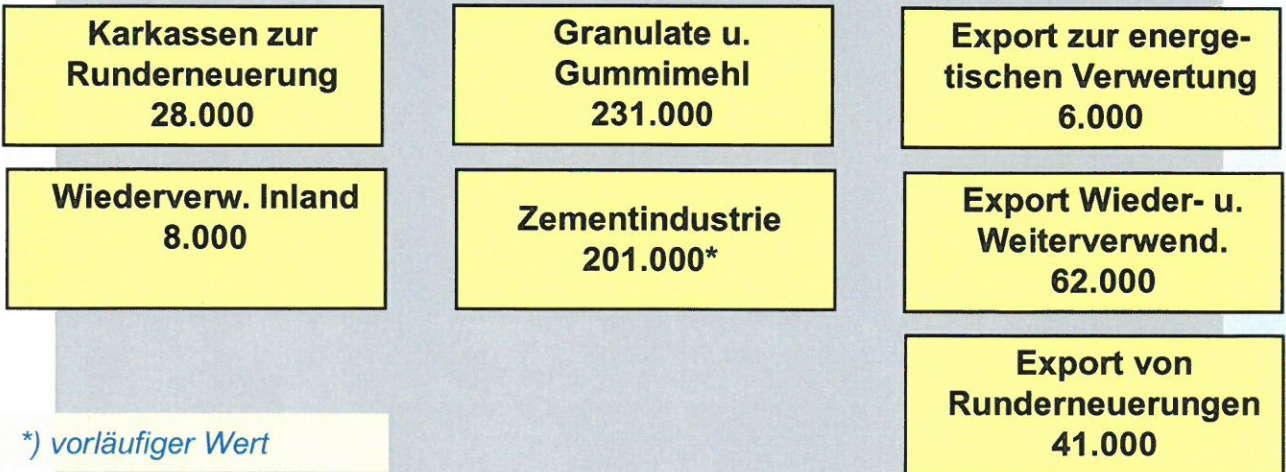 Karkassen zur
Runderneuerung
28.000
Granulate u.
Gummimehl
231.000
Export zur energe-
tischen Verwertung
6.000
Wiederverw. Inland
8.000
Zementindustrie
201.000*
Export Wieder- u.
Weiterverwend.
62.000
Export von
Runderneuerungen
41.000
*) vorläufiger Wert